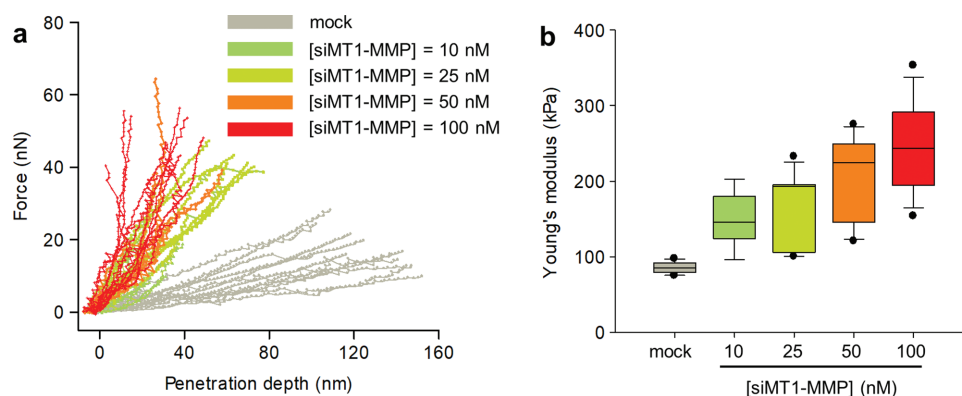 a
80
60
40
20
0
Force (nN)
0 40 80 120 160
Penetration depth (nm)
mock
[siMT1-MMP] = 10 nM
[siMT1-MMP] = 25 nM
[siMT1-MMP] = 50 nM
[siMT1-MMP] = 100 nM
b
400
300
200
100
0
Y oung's modulus (kPa)
mock 10 25 50 100
[siMT1-MMP] (nM)